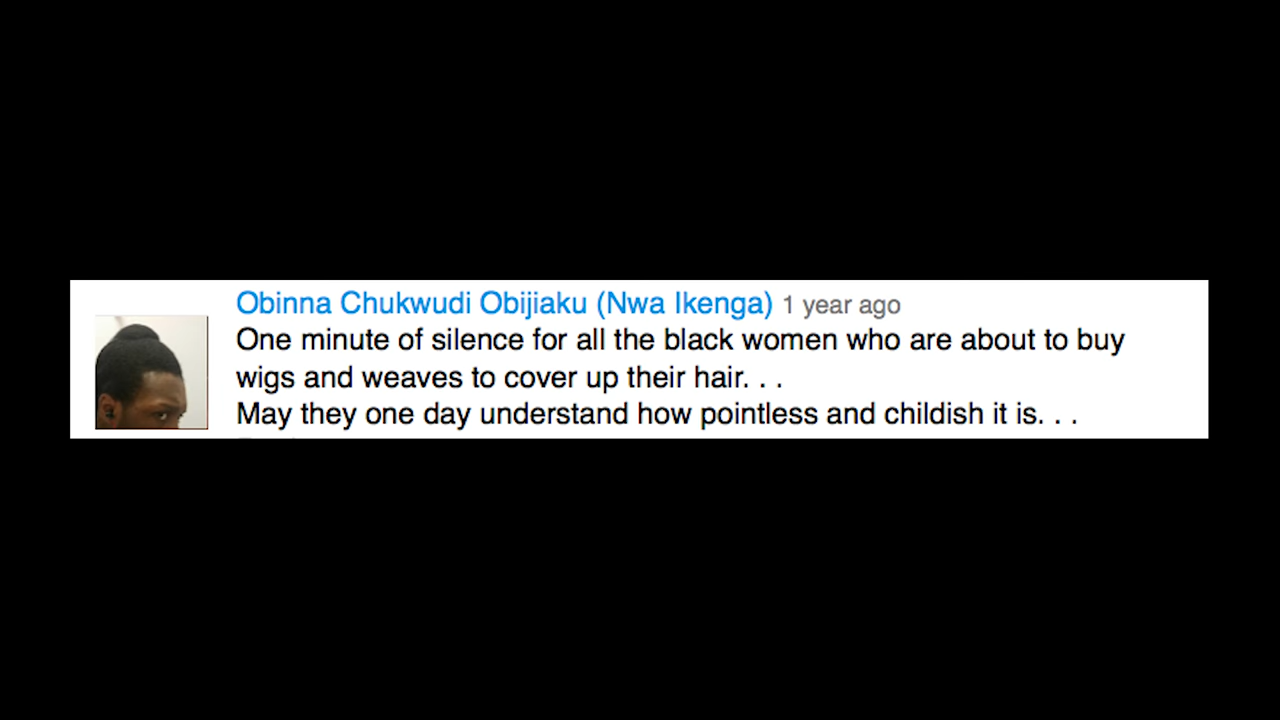 Obinna Chukwudi Obijiaku (Nwa Ikenga) 1 year ago
One minute of silence for all the black women who are about to buy
wigs and weaves to cover up their hair. . .
May they one day understand how pointless and childish it is. . .